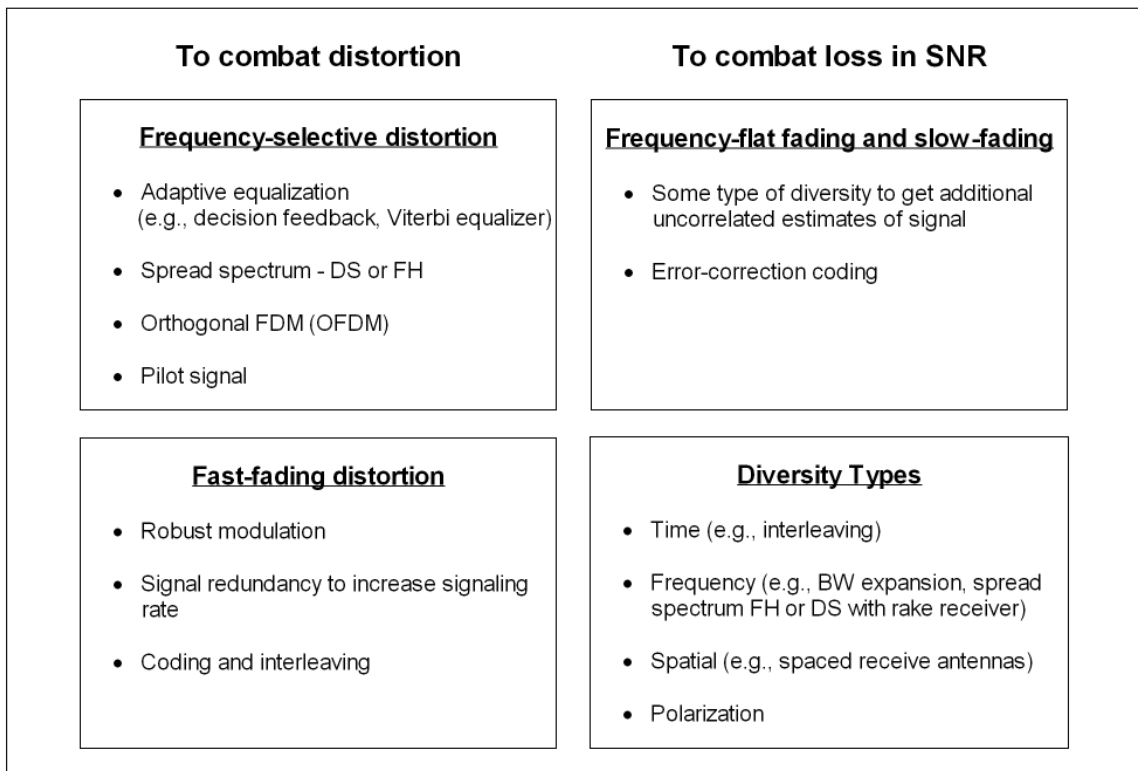 To combat distortion
To combat loss in SNR
Frequency-selective distortion
• Adaptive equalization
(e.g., decision feedback, Viterbi equalizer)
• Spread spectrum - DS or FH
• Orthogonal FDM (OFDM)
• Pilot signal
Frequency-flat fading and slow-fading
• Some type of diversity to get additional
uncorrelated estimates of signal
• Error-correction coding
Fast-fading distortion
• Robust modulation
• Signal redundancy to increase signaling
rate
• Coding and interleaving
Diversity Types
• Time (e.g., interleaving)
• Frequency (e.g., BW expansion, spread
spectrum FH or DS with rake receiver)
• Spatial (e.g., spaced receive antennas)
• Polarization